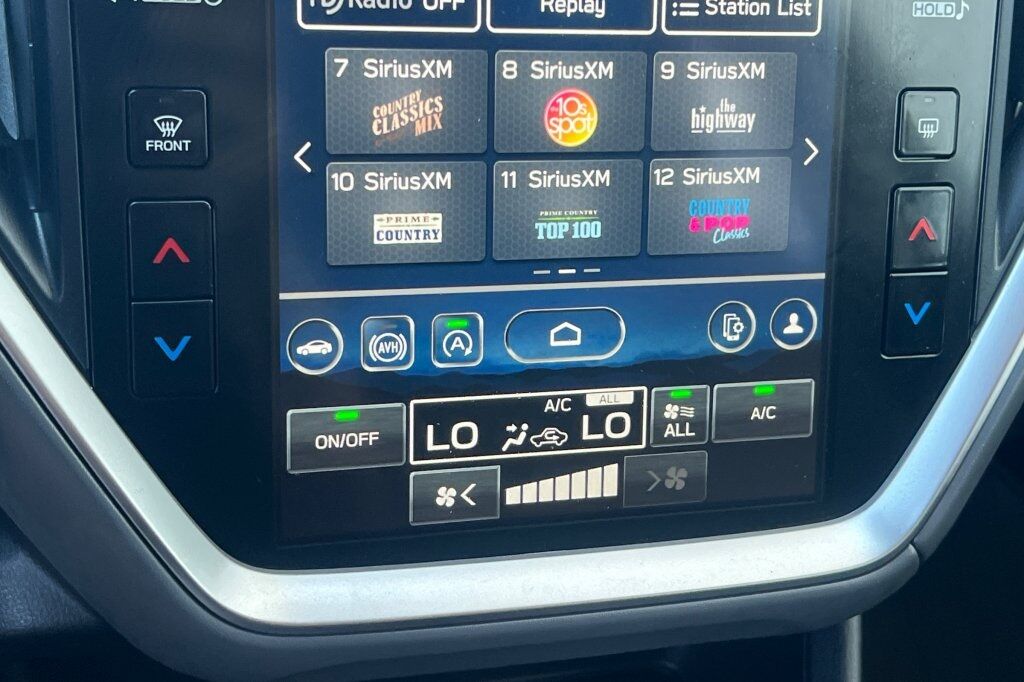 Radio OFF
Replay
Station List
HOLD
7 SiriusXM
8 SiriusXM
9 SiriusXM
COUNTRY
CLASSICS
MIX
10s
spot
the
highway
FRONT
10 SiriusXM
11 SiriusXM
12 SiriusXM
PRIME
COUNTRY
PRIME COUNTRY
TOP 100
COUNTRY
& POP
Classics
AVH
A
ON/OFF
LO
A/C
ALL
LO
ALL
A/C